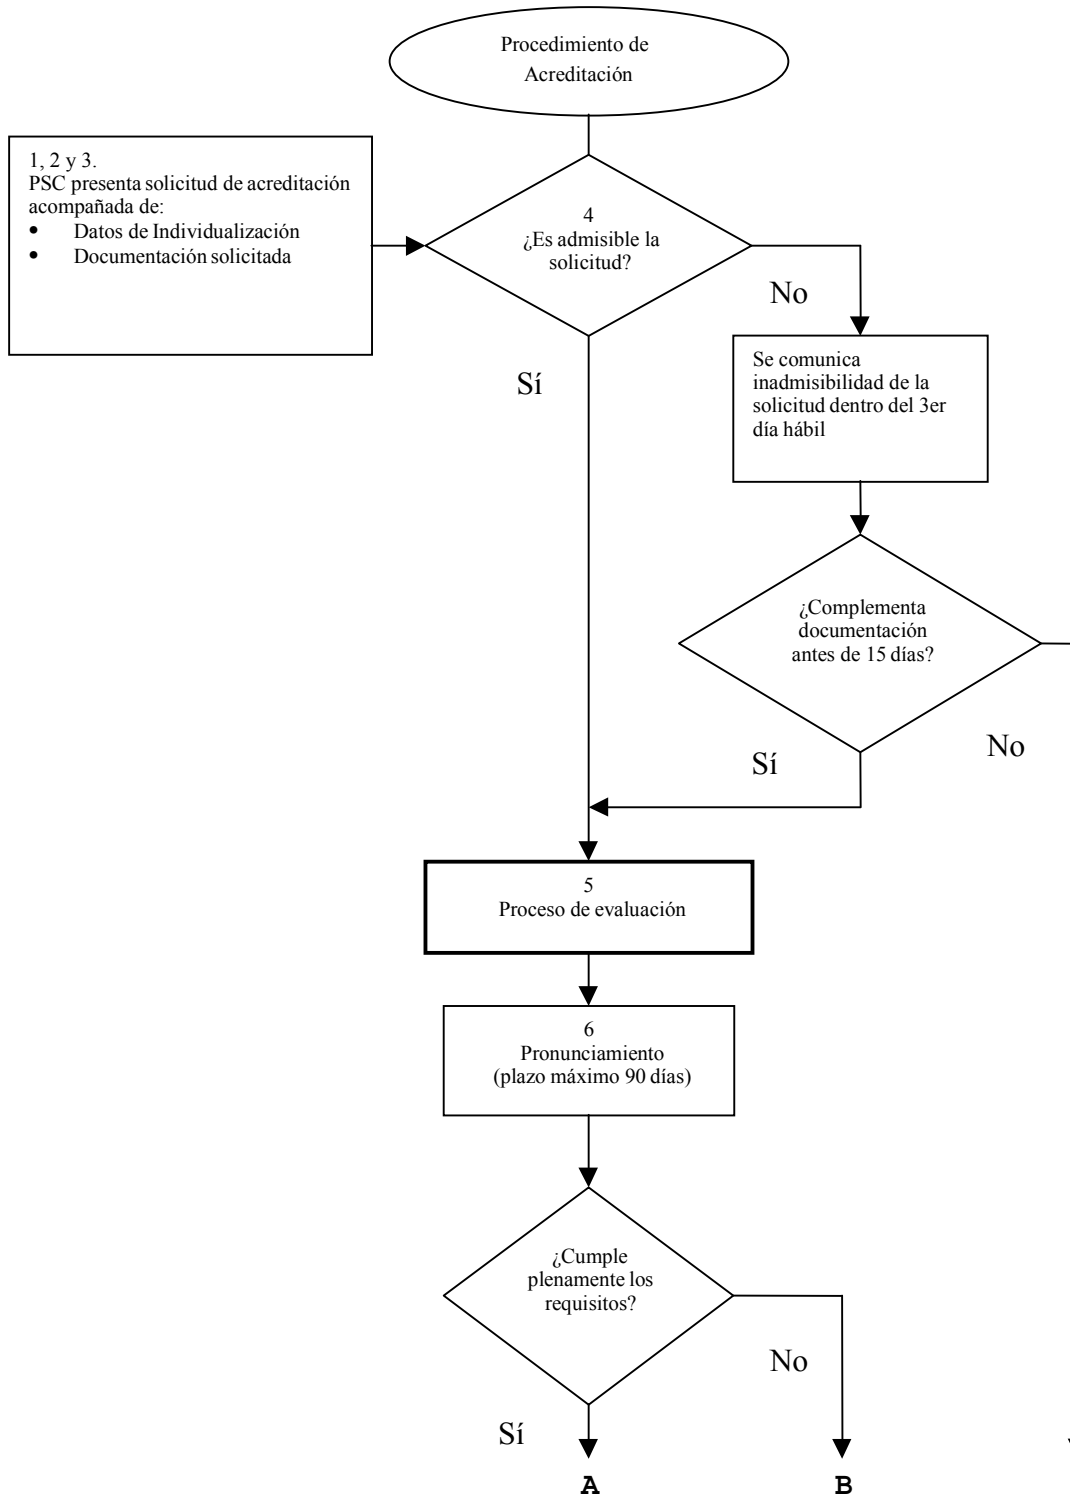 Procedimiento de
Acreditación
1, 2 y 3.
PSC presenta solicitud de acreditación
acompañada de:
• Datos de Individualización
• Documentación solicitada
4
¿Es admisible la
solicitud?
No
Sí
Se comunica
inadmisibilidad de la
solicitud dentro del 3er
día hábil
¿Complementa
documentación
antes de 15 días?
No
Sí
5
Proceso de evaluación
6
Pronunciamiento
(plazo máximo 90 días)
¿Cumple
plenamente los
requisitos?
No
Sí
A
B